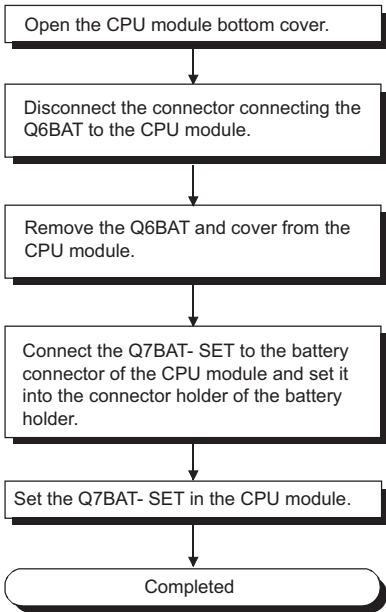 Open the CPU module bottom cover.
Disconnect the connector connecting the
Q6BAT to the CPU module.
Remove the Q6BAT and cover from the
CPU module.
Connect the Q7BAT- SET to the battery
connector of the CPU module and set it
into the connector holder of the battery
holder.
Set the Q7BAT- SET in the CPU module.
Completed